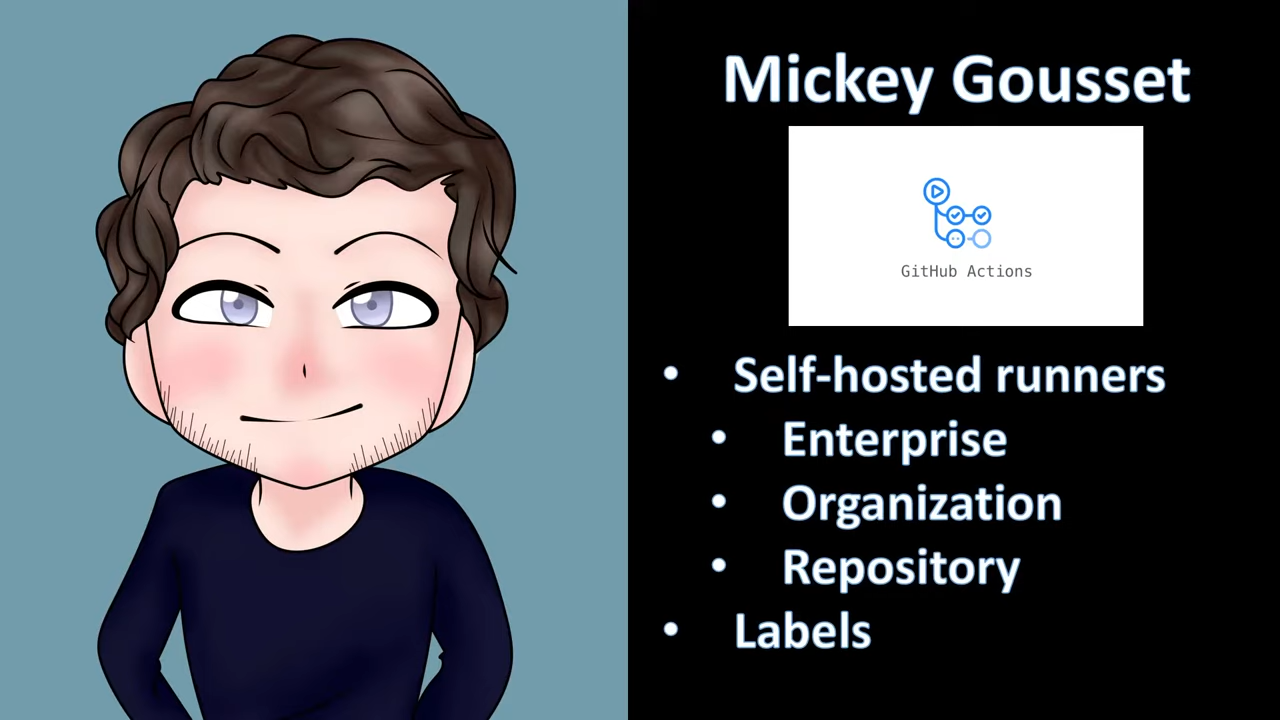 Mickey Gousset
GitHub Actions
• Self-hosted runners
• Enterprise
• Organization
• Repository
• Labels